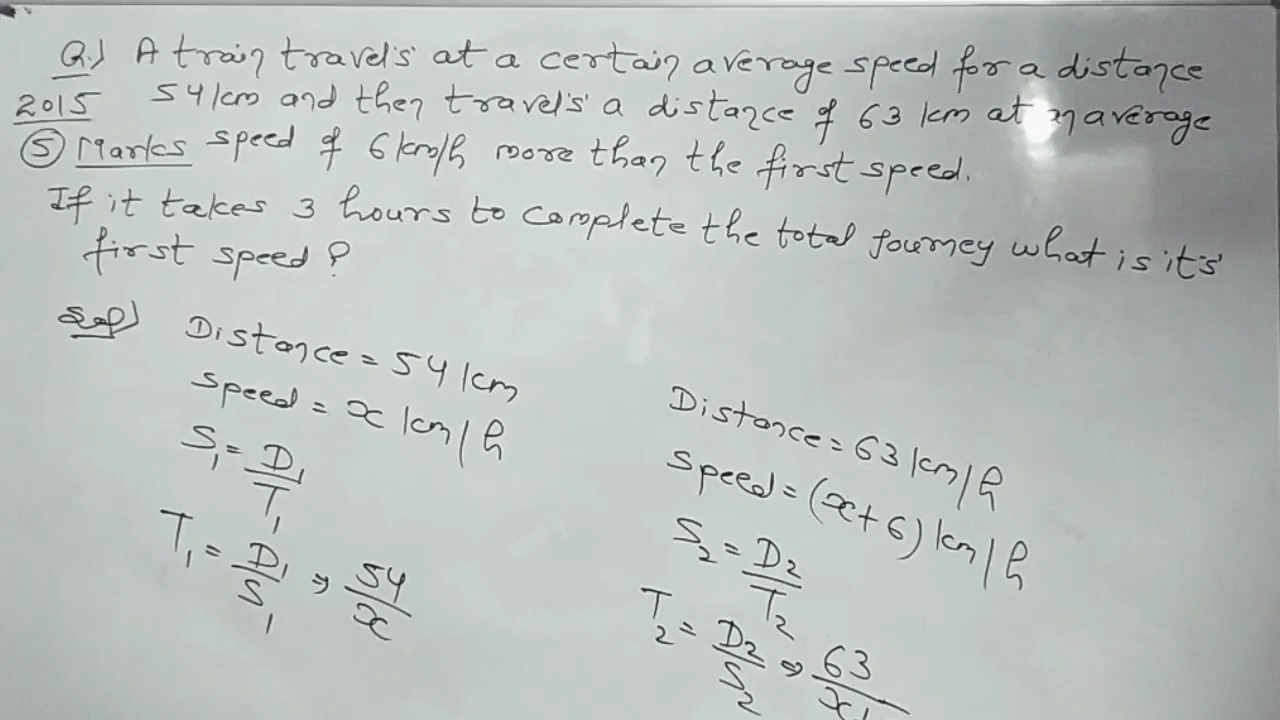 Q.) A train travel's at a certain average speed for a distance
2015 54 km and then travel's a distance of 63 km at an average
⑤ Marks speed of 6 km/h more than the first speed.
If it takes 3 hours to complete the total journey what is it's
first speed?
Sol)
Distance = 54 km
Speed = x km/h
S₁ = D₁/T₁
T₁ = D₁/S₁ ⇒ 54/x
Distance = 63 km/h
Speed = (x+6) km/h
S₂ = D₂/T₂
T₂ = D₂/S₂ ⇒ 63/x+